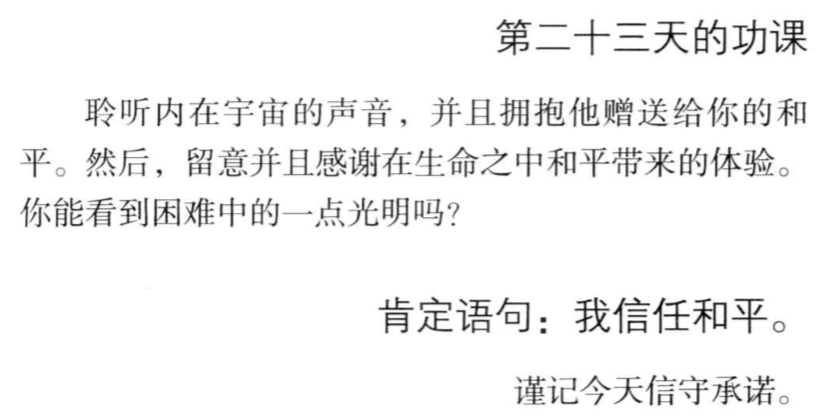 第二十三天的功课
聆听内在宇宙的声音，并且拥抱他赠送给你的和
平。然后，留意并且感谢在生命之中和平带来的体验。
你能看到困难中的一点光明吗？
肯定语句：我信任和平。
谨记今天信守承诺。